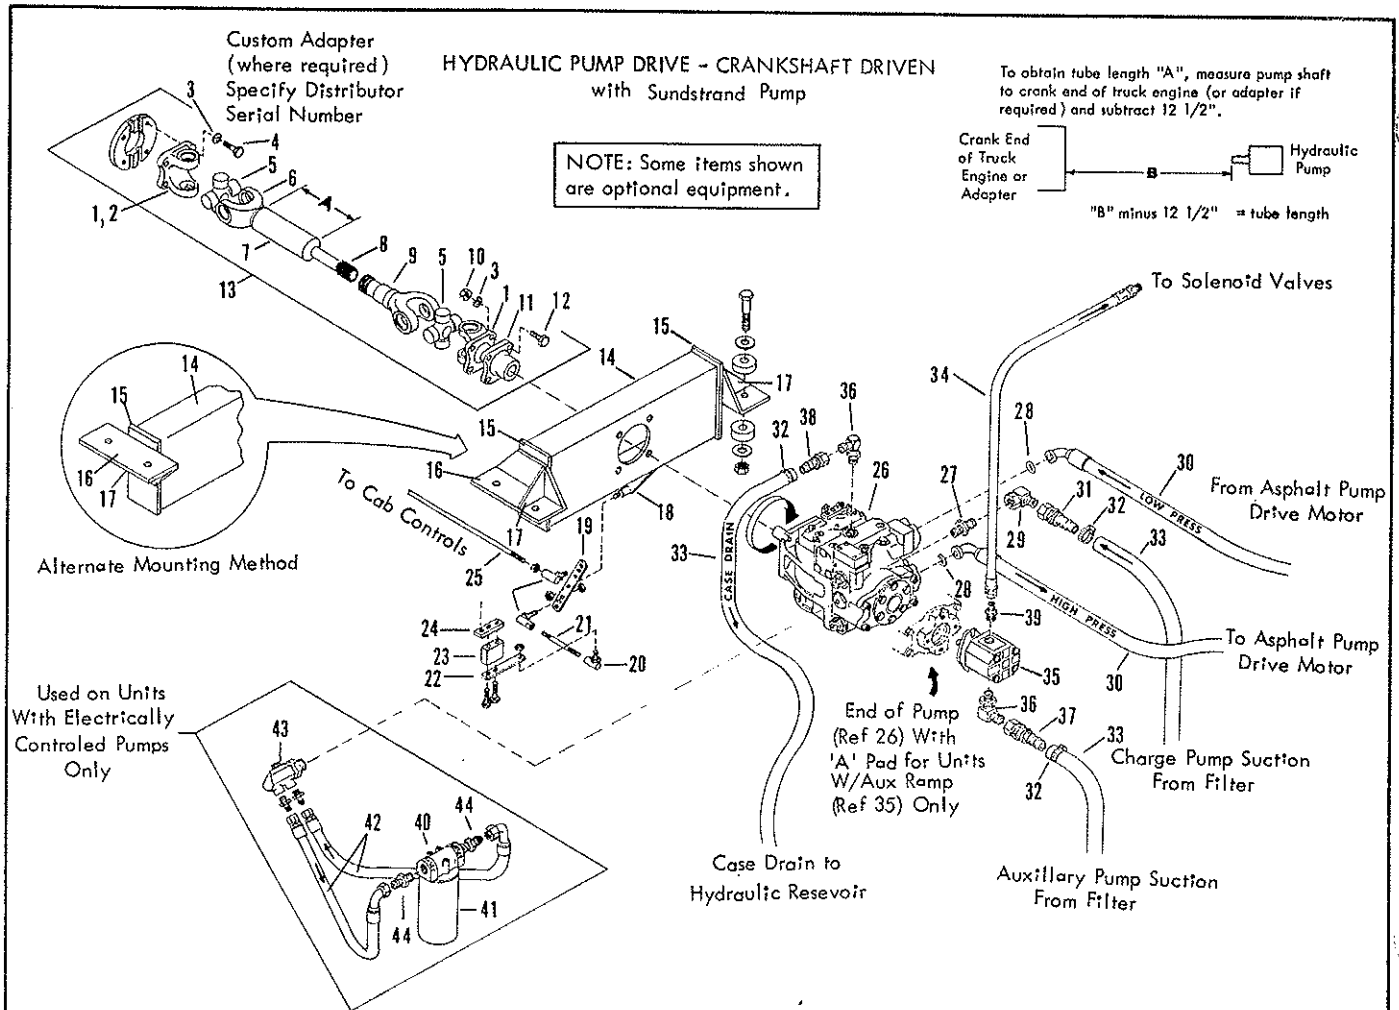 Custom Adapter
(where required)
Specify Distributor
Serial Number
HYDRAULIC PUMP DRIVE - CRANKSHAFT DRIVEN
with Sundstrand Pump
NOTE: Some items shown
are optional equipment.
To obtain tube length "A", measure pump shaft
to crank end of truck engine (or adapter if
required) and subtract 12 1/2".
Crank End
of Truck
Engine or
Adapter
B
Hydraulic
Pump
"B" minus 12 1/2" = tube length
3
4
5
6
A
1, 2
7
8
9
5
10
3
1
11
12
13
14
15
17
15
16
17
18
14
15
16
17
Alternate Mounting Method
To Cab Controls
25
19
21
20
24
23
22
To Solenoid Valves
34
36
38
32
26
27
28
30
LOW PRESS
From Asphalt Pump
Drive Motor
31
32
29
33
33
CASE DRAIN
28
HIGH PRESS
To Asphalt Pump
Drive Motor
30
39
35
36
37
33
32
End of Pump
(Ref 26) With
'A' Pad for Units
W/Aux Ramp
(Ref 35) Only
Charge Pump Suction
From Filter
Auxillary Pump Suction
From Filter
Case Drain to
Hydraulic Resevoir
Used on Units
With Electrically
Controled Pumps
Only
43
42
40
44
44
41